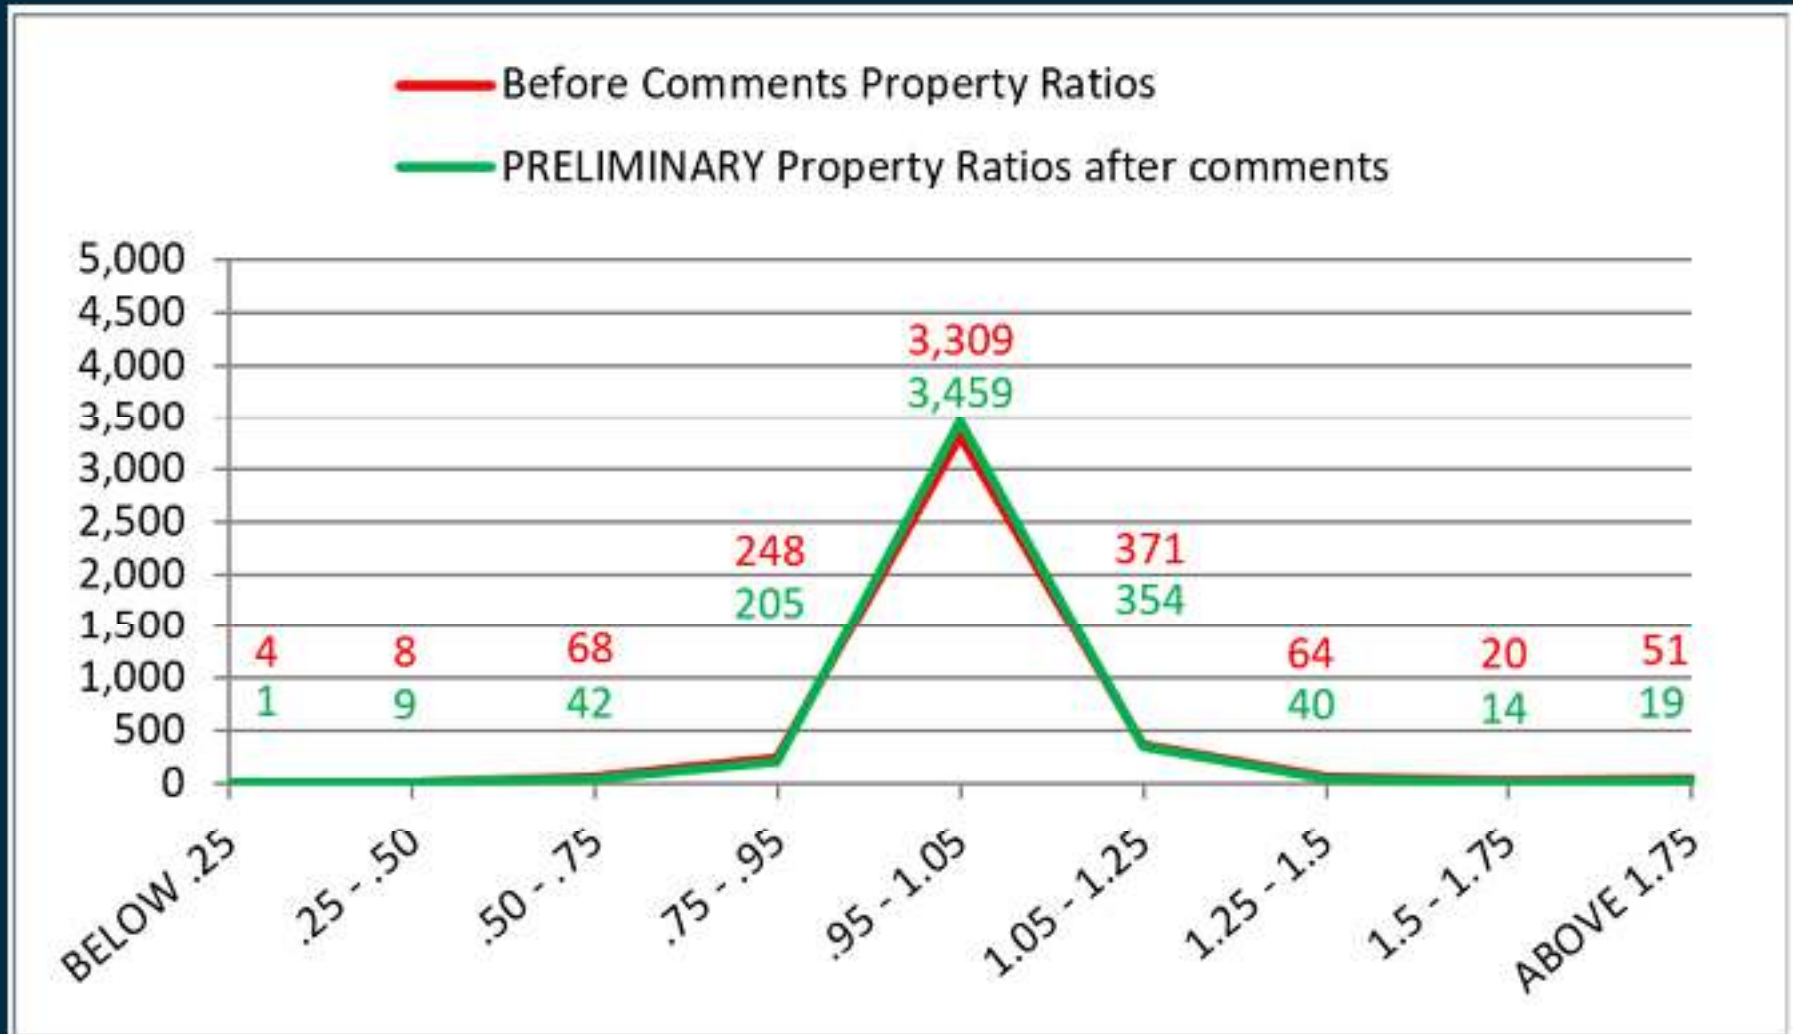 Before Comments Property Ratios
PRELIMINARY Property Ratios after comments
5,000
4,500
4,000
3,500
3,000
2,500
2,000
1,500
1,000
500
0
4
1
8
9
68
42
248
205
3,309
3,459
371
354
64
40
20
14
51
19
BELOW .25
.25 - .50
.50 - .75
.75 - .95
.95 - 1.05
1.05 - 1.25
1.25 - 1.5
1.5 - 1.75
ABOVE 1.75